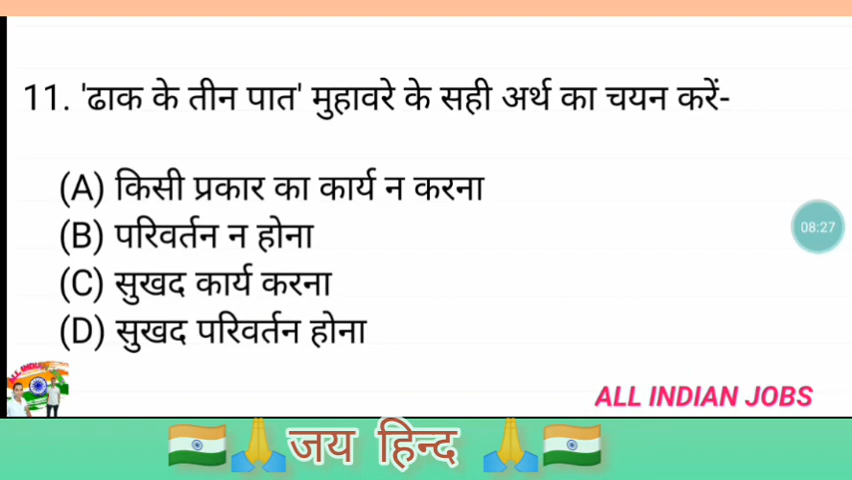 11. 'ढाक के तीन पात' मुहावरे के सही अर्थ का चयन करें-
(A) किसी प्रकार का कार्य न करना
(B) परिवर्तन न होना
08:27
(C) सुखद कार्य करना
(D) सुखद परिवर्तन होना
ALL INDIAN JOBS
जय हिन्द